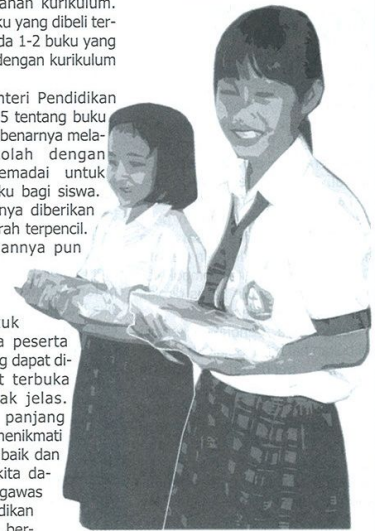 anan kurikulum.
ku yang dibeli ter-
da 1-2 buku yang
dengan kurikulum
nteri Pendidikan
5 tentang buku
benarnya mela-
olah dengan
emadai untuk
ku bagi siswa.
nya diberikan
rah terpencil.
annya pun
uk
a peserta
g dapat di-
t terbuka
ak jelas.
panjang
menikmati
baik dan
kita da-
gawas
dikan
ber-